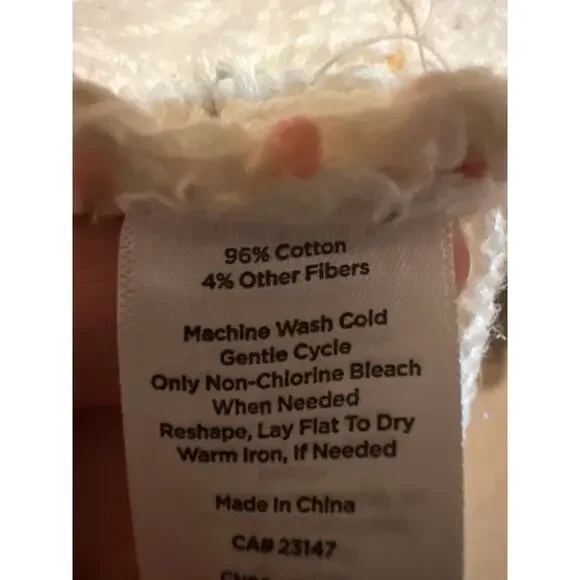 96% Cotton
4% Other Fibers
Machine Wash Cold
Gentle Cycle
Only Non-Chlorine Bleach
When Needed
Reshape, Lay Flat To Dry
Warm Iron, If Needed
Made In China
CA# 23147